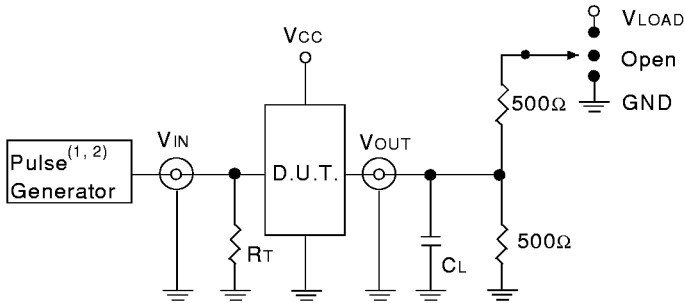 VLOAD
VCC
Open
500Ω
GND
VIN
VOUT
Pulse(1, 2)
Generator
D.U.T.
RT
CL
500Ω